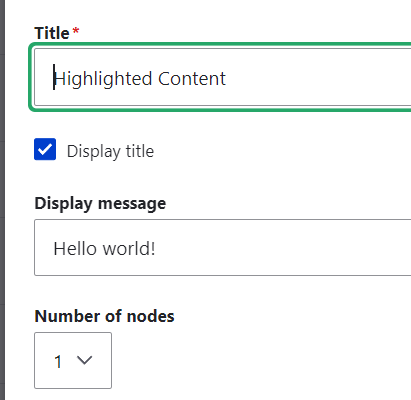 Title*
Highlighted Content
Display title
Display message
Hello world!
Number of nodes
1